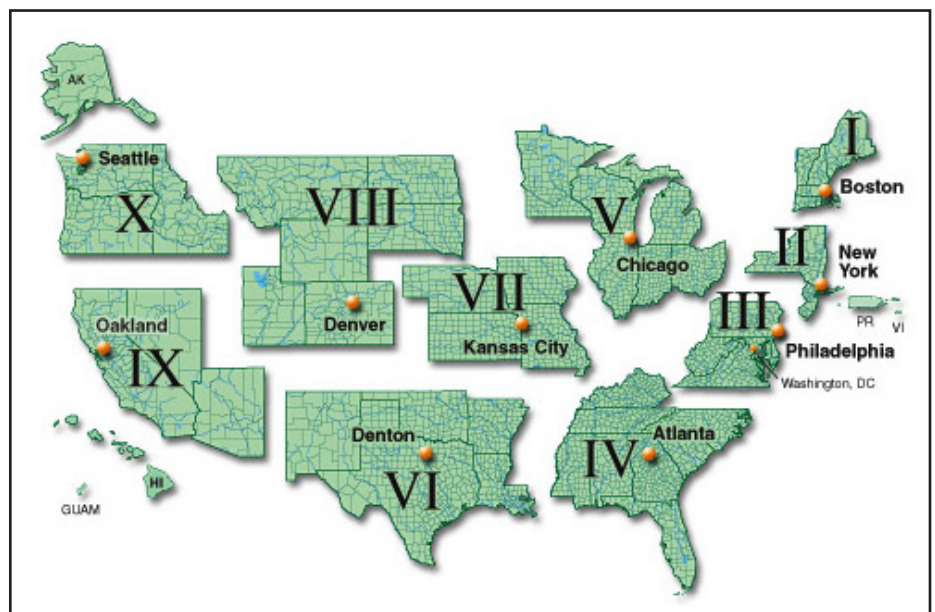 AK
Seattle
X
VIII
V
Chicago
I
Boston
II
New
York
PR
VI
VII
Kansas City
Denver
III
Philadelphia
Washington, DC
Oakland
IX
HI
GUAM
Denton
VI
IV
Atlanta